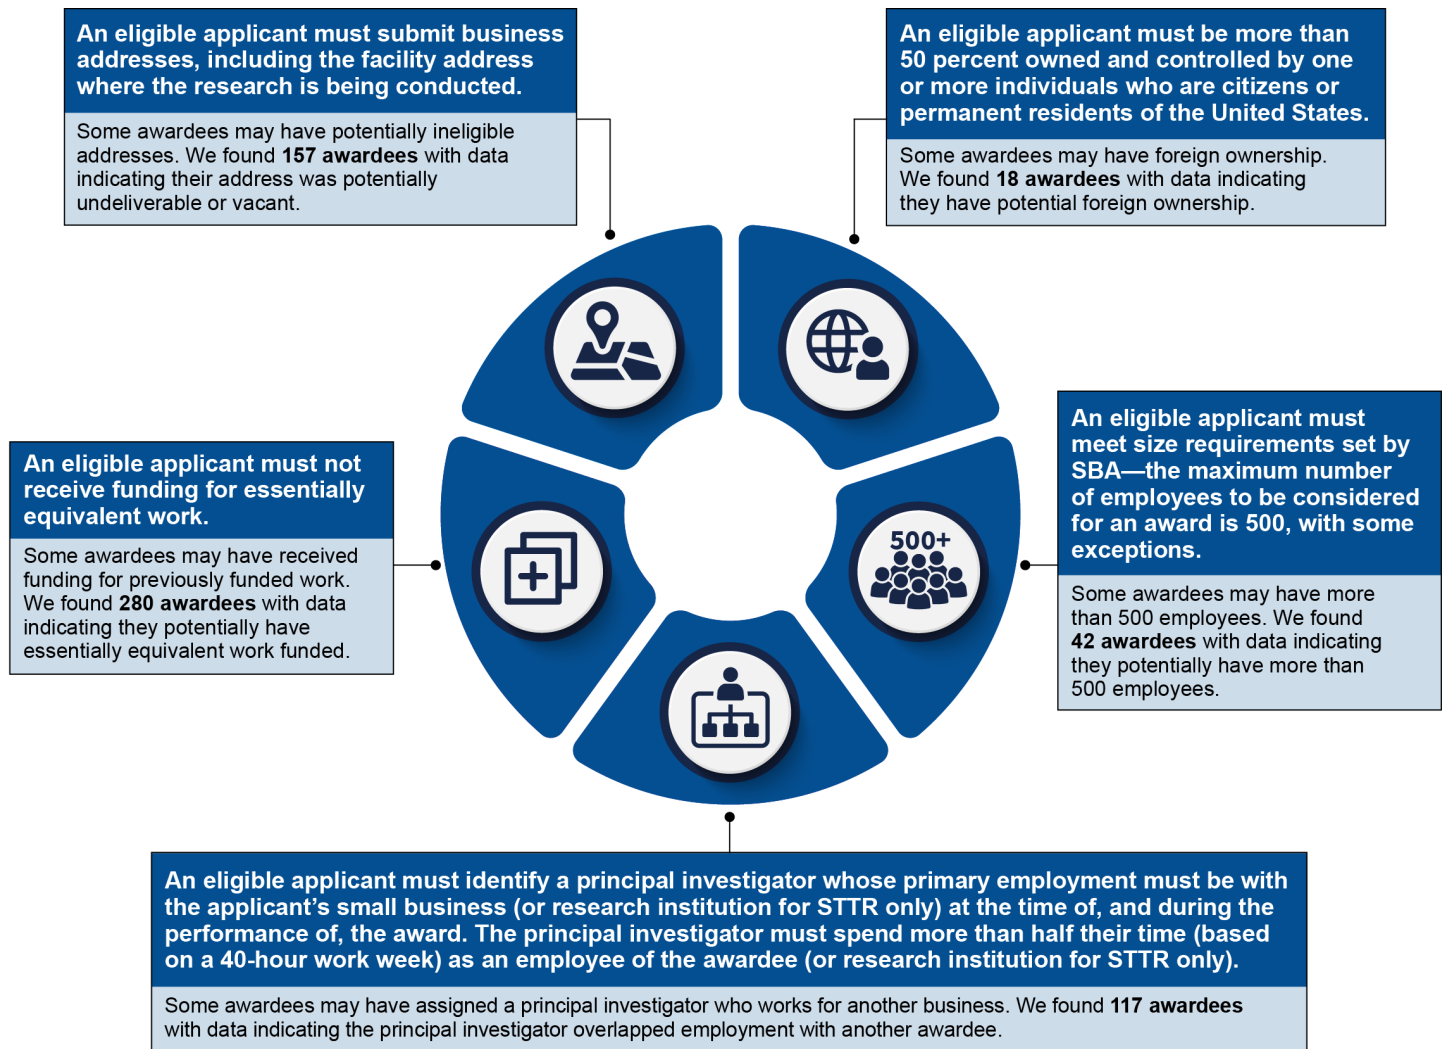 An eligible applicant must submit business
addresses, including the facility address
where the research is being conducted.
Some awardees may have potentially ineligible
addresses. We found 157 awardees with data
indicating their address was potentially
undeliverable or vacant.
An eligible applicant must be more than
50 percent owned and controlled by one
or more individuals who are citizens or
permanent residents of the United States.
Some awardees may have foreign ownership.
We found 18 awardees with data indicating
they have potential foreign ownership.
An eligible applicant must
meet size requirements set by
SBA—the maximum number
of employees to be considered
for an award is 500, with some
exceptions.
Some awardees may have more
than 500 employees. We found
42 awardees with data indicating
they potentially have more than
500 employees.
500+
An eligible applicant must not
receive funding for essentially
equivalent work.
Some awardees may have received
funding for previously funded work.
We found 280 awardees with data
indicating they potentially have
essentially equivalent work funded.
An eligible applicant must identify a principal investigator whose primary employment must be with
the applicant’s small business (or research institution for STTR only) at the time of, and during the
performance of, the award. The principal investigator must spend more than half their time (based
on a 40-hour work week) as an employee of the awardee (or research institution for STTR only).
Some awardees may have assigned a principal investigator who works for another business. We found 117 awardees
with data indicating the principal investigator overlapped employment with another awardee.